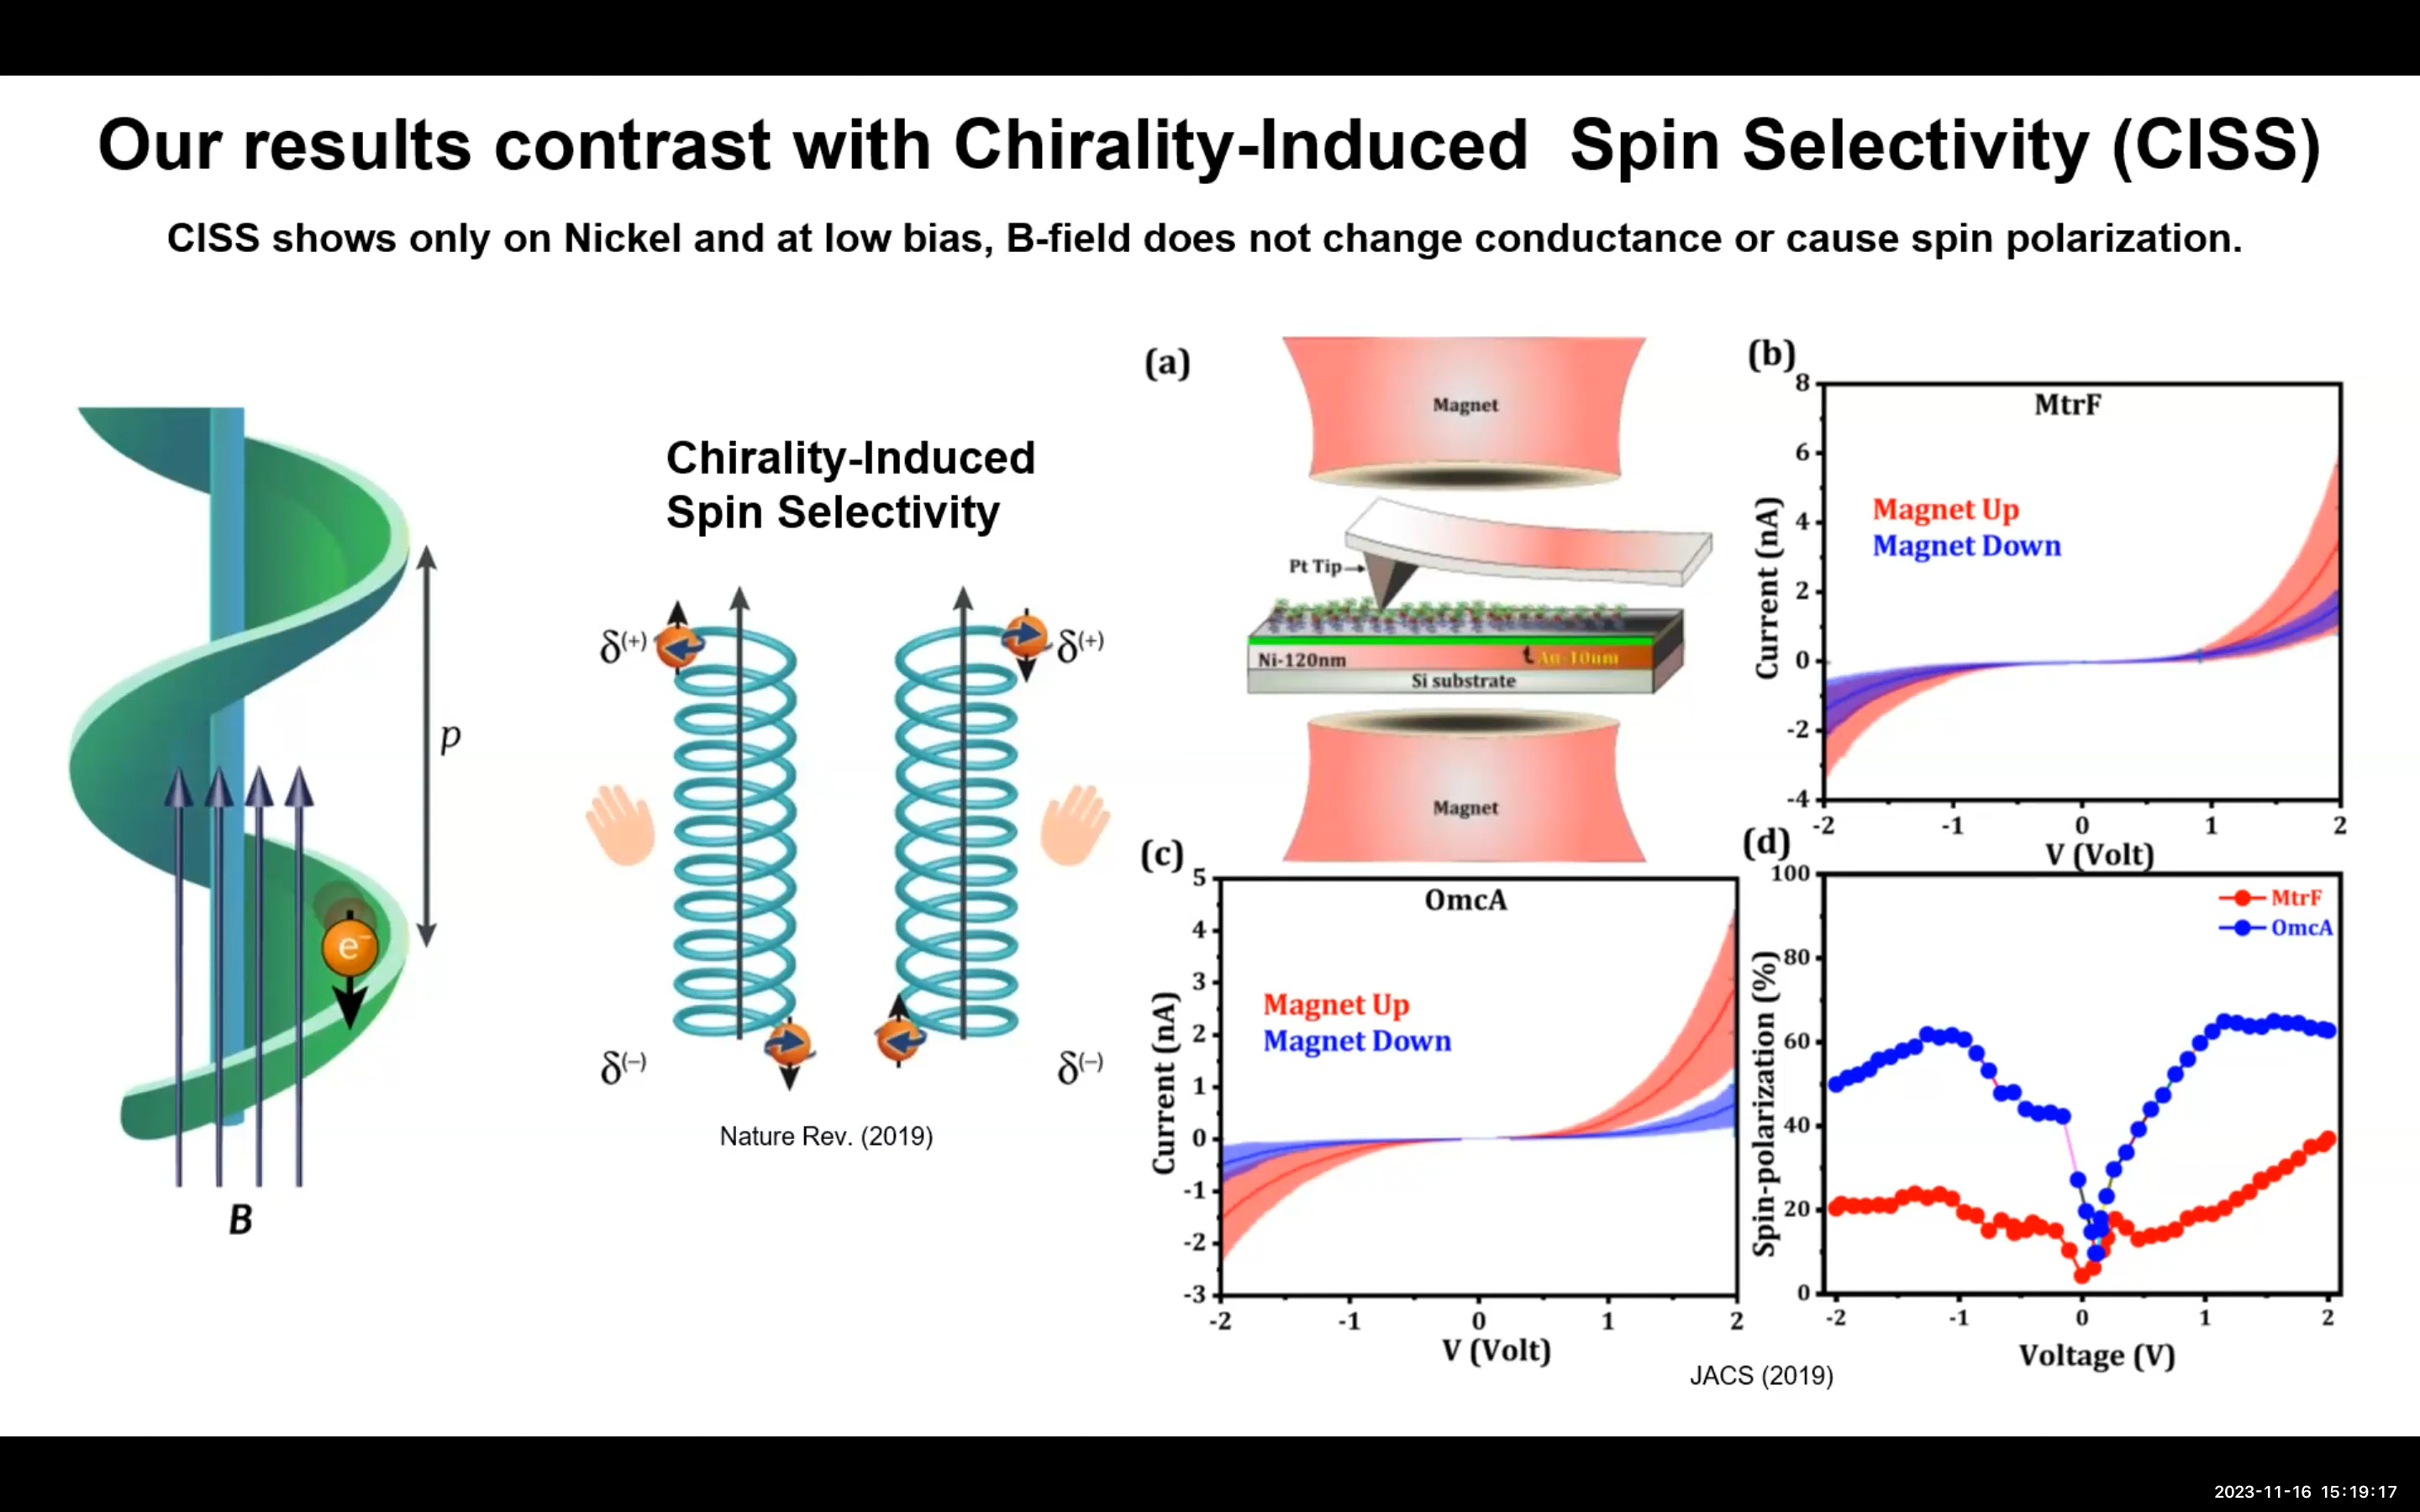 Our results contrast with Chirality-Induced  Spin Selectivity (CISS)
CISS shows only on Nickel and at low bias, B-field does not change conductance or cause spin polarization.
p
e⁻
B
Chirality-Induced
Spin Selectivity
δ(+)
δ(+)
δ(–)
δ(–)
Nature Rev. (2019)
(a)
Magnet
Pt Tip
Ni-120nm
Au-10nm
Si substrate
Magnet
(b)
MtrF
Magnet Up
Magnet Down
Current (nA)
8
6
4
2
0
-2
-4
-2
-1
0
1
2
V (Volt)
(c)
OmcA
Magnet Up
Magnet Down
Current (nA)
5
4
3
2
1
0
-1
-2
-3
-2
-1
0
1
2
V (Volt)
(d)
MtrF
OmcA
Spin-polarization (%)
100
80
60
40
20
0
-2
-1
0
1
2
Voltage (V)
JACS (2019)
2023-11-16 15:19:17